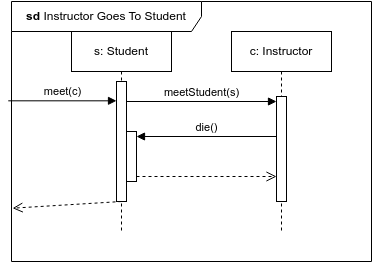 sd Instructor Goes To Student
s: Student
c: Instructor
meet(c)
meetStudent(s)
die()